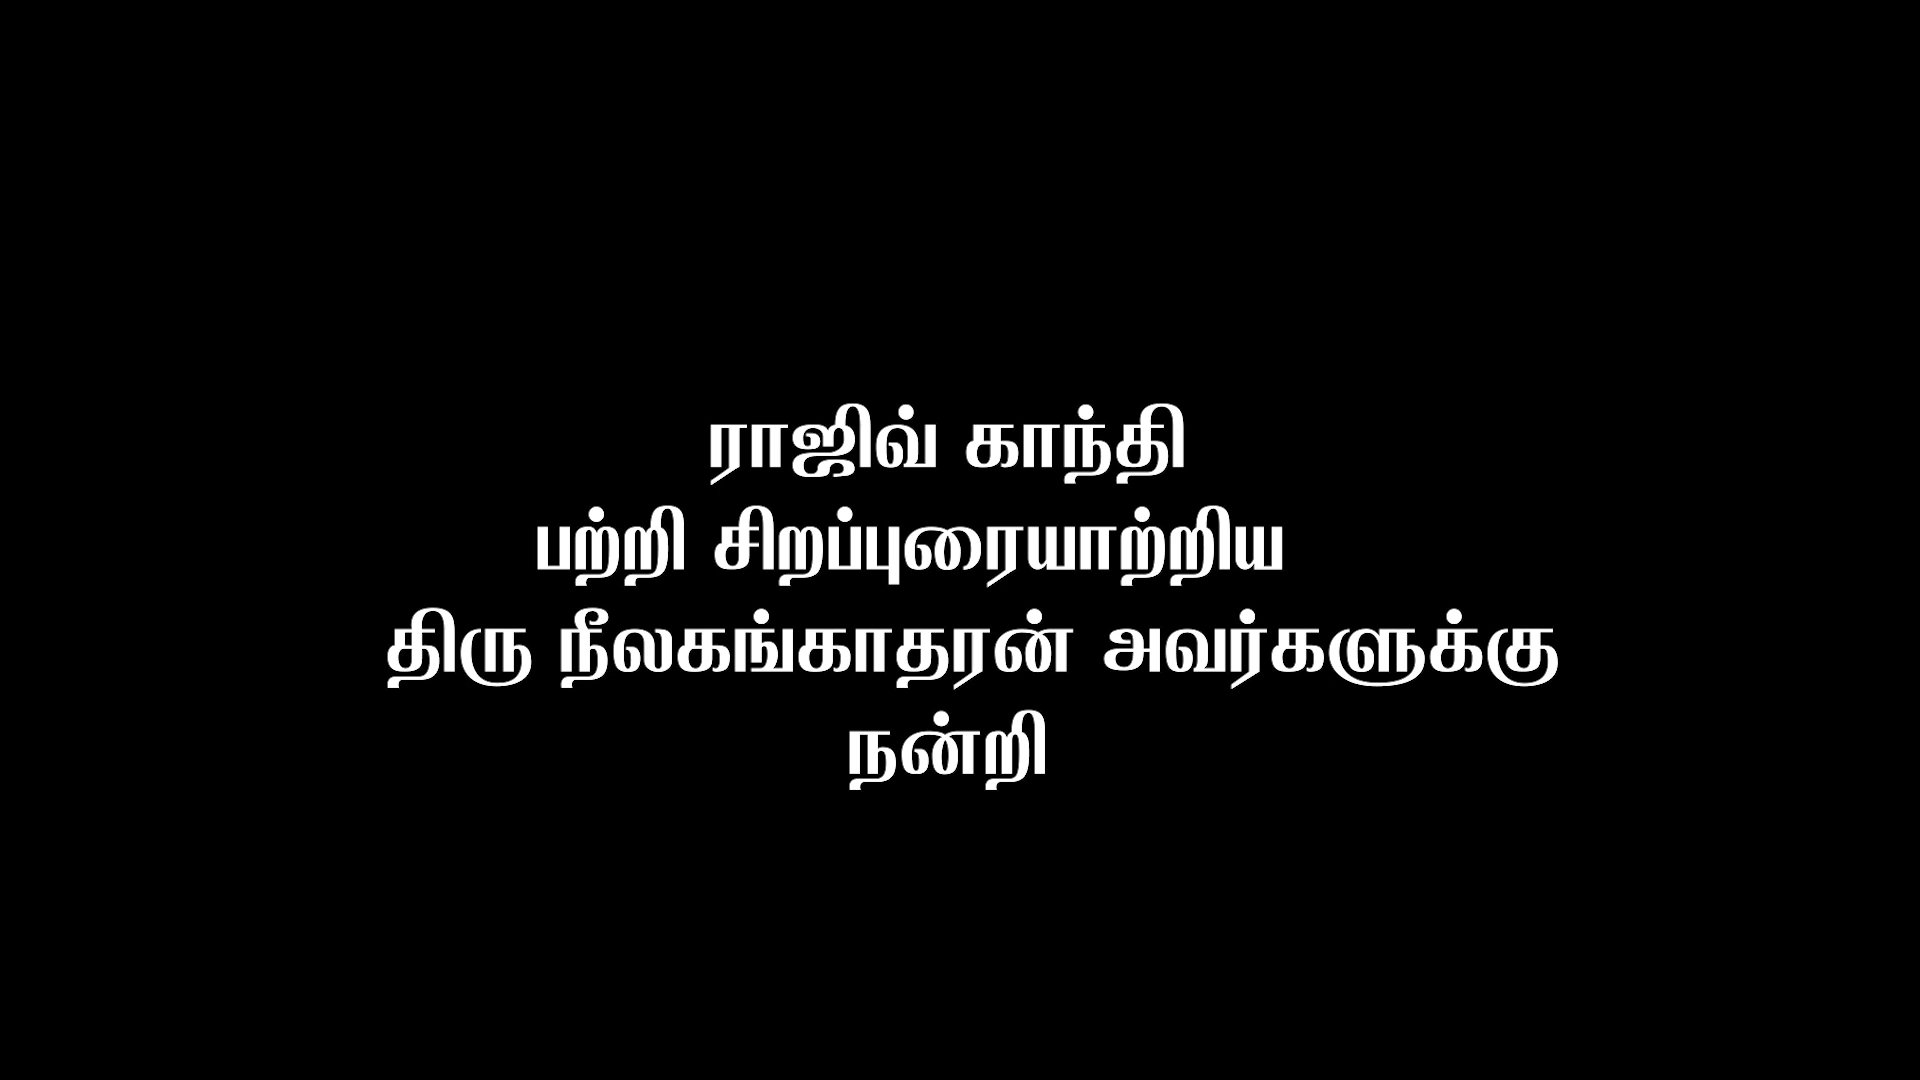 ராஜிவ் காந்தி
பற்றி சிறப்புரையாற்றிய
திரு நீலகங்காதரன் அவர்களுக்கு
நன்றி